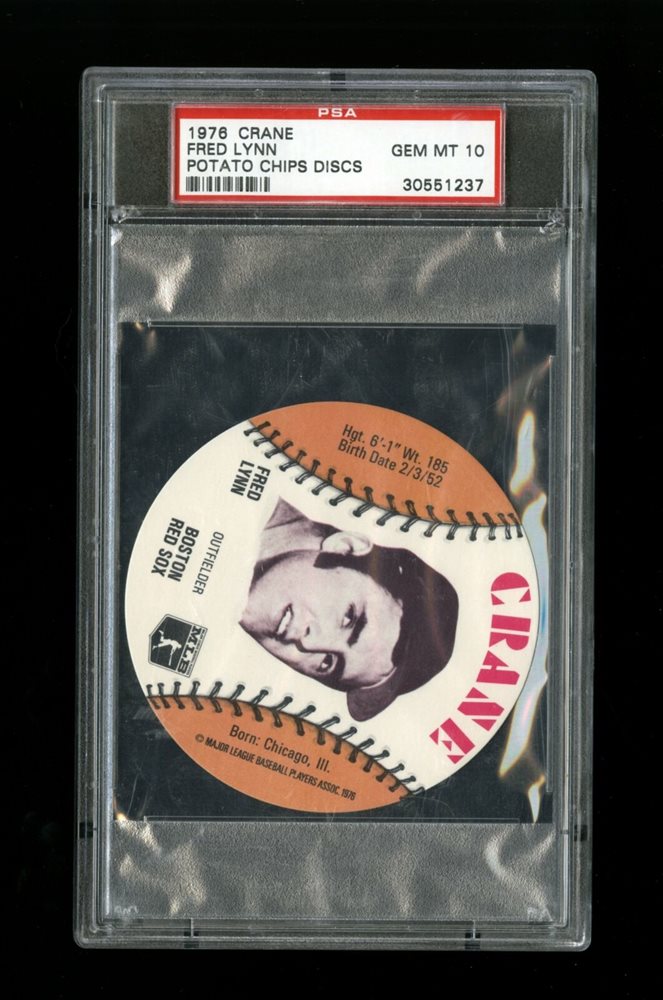 PSA
1976 CRANE
FRED LYNN GEM MT 10
POTATO CHIPS DISCS
30551237
Hgt. 6'-1" Wt. 185
Birth Date 2/3/52
CRANE
FRED
LYNN
OUTFIELDER
BOSTON
RED SOX
MLB
Born: Chicago, Ill.
© MAJOR LEAGUE BASEBALL PLAYERS ASSOC. 1976